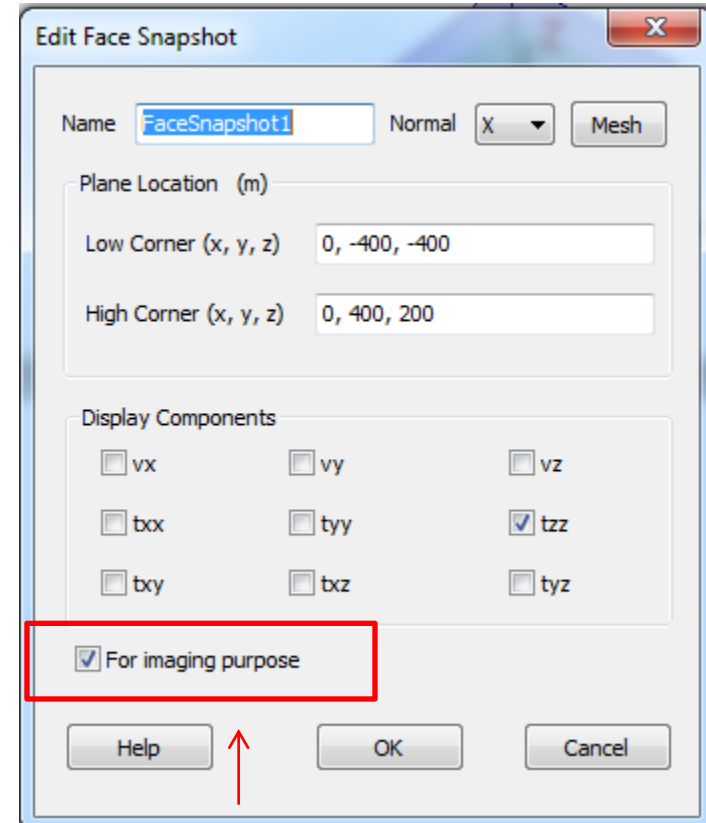 Edit Face Snapshot
X
Name FaceSnapshot1 Normal X Mesh
Plane Location (m)
Low Corner (x, y, z) 0, -400, -400
High Corner (x, y, z) 0, 400, 200
Display Components
vx vy vz
txx tyy tzz
txy txz tyz
For imaging purpose
Help OK Cancel